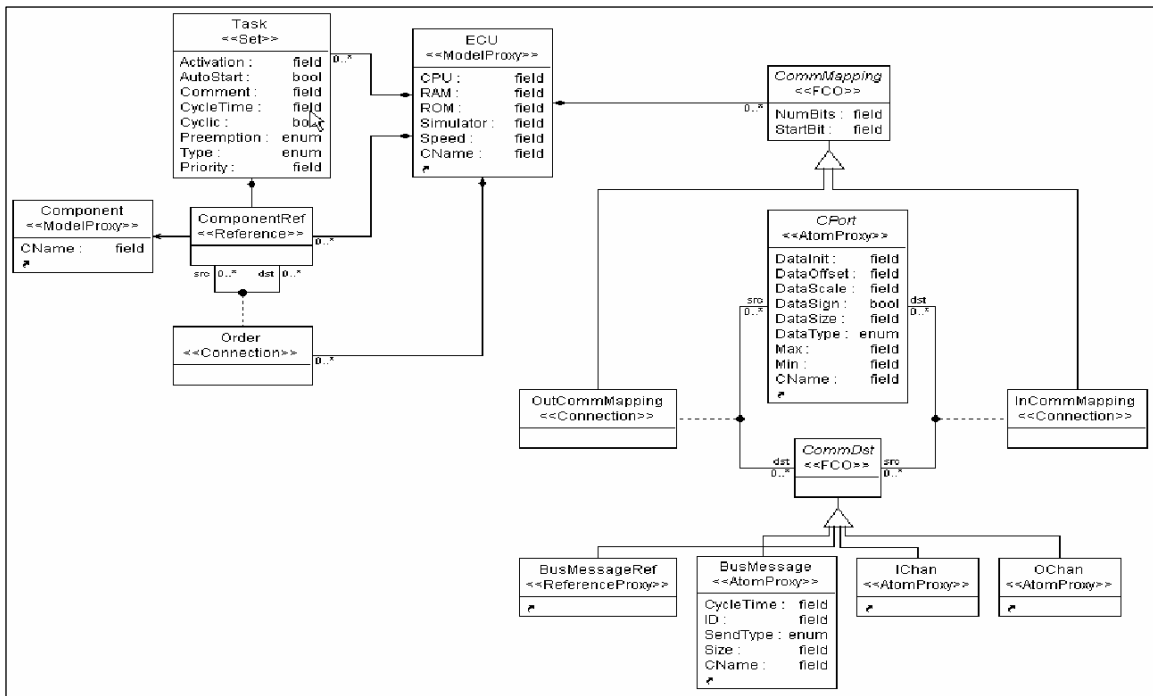 Task
<<Set>>
Activation : field
AutoStart : bool
Comment : field
CycleTime : field
Cyclic : bool
Preemption : enum
Type : enum
Priority : field
0..*
ECU
<<ModelProxy>>
CPU : field
RAM : field
ROM : field
Simulator : field
Speed : field
CName : field
0..*
CommMapping
<<FCO>>
NumBits : field
StartBit : field
Component
<<ModelProxy>>
CName : field
ComponentRef
<<Reference>>
0..*
src 0..* dst 0..*
Order
<<Connection>>
0..*
CPort
<<AtomProxy>>
DataInit : field
DataOffset : field
DataScale : field
DataSign : bool
DataSize : field
DataType : enum
Max : field
Min : field
CName : field
src
0..*
dst
0..*
OutCommMapping
<<Connection>>
InCommMapping
<<Connection>>
CommDst
<<FCO>>
dst
0..*
src
0..*
BusMessageRef
<<ReferenceProxy>>
BusMessage
<<AtomProxy>>
CycleTime : field
ID : field
SendType : enum
Size : field
CName : field
IChan
<<AtomProxy>>
OChan
<<AtomProxy>>